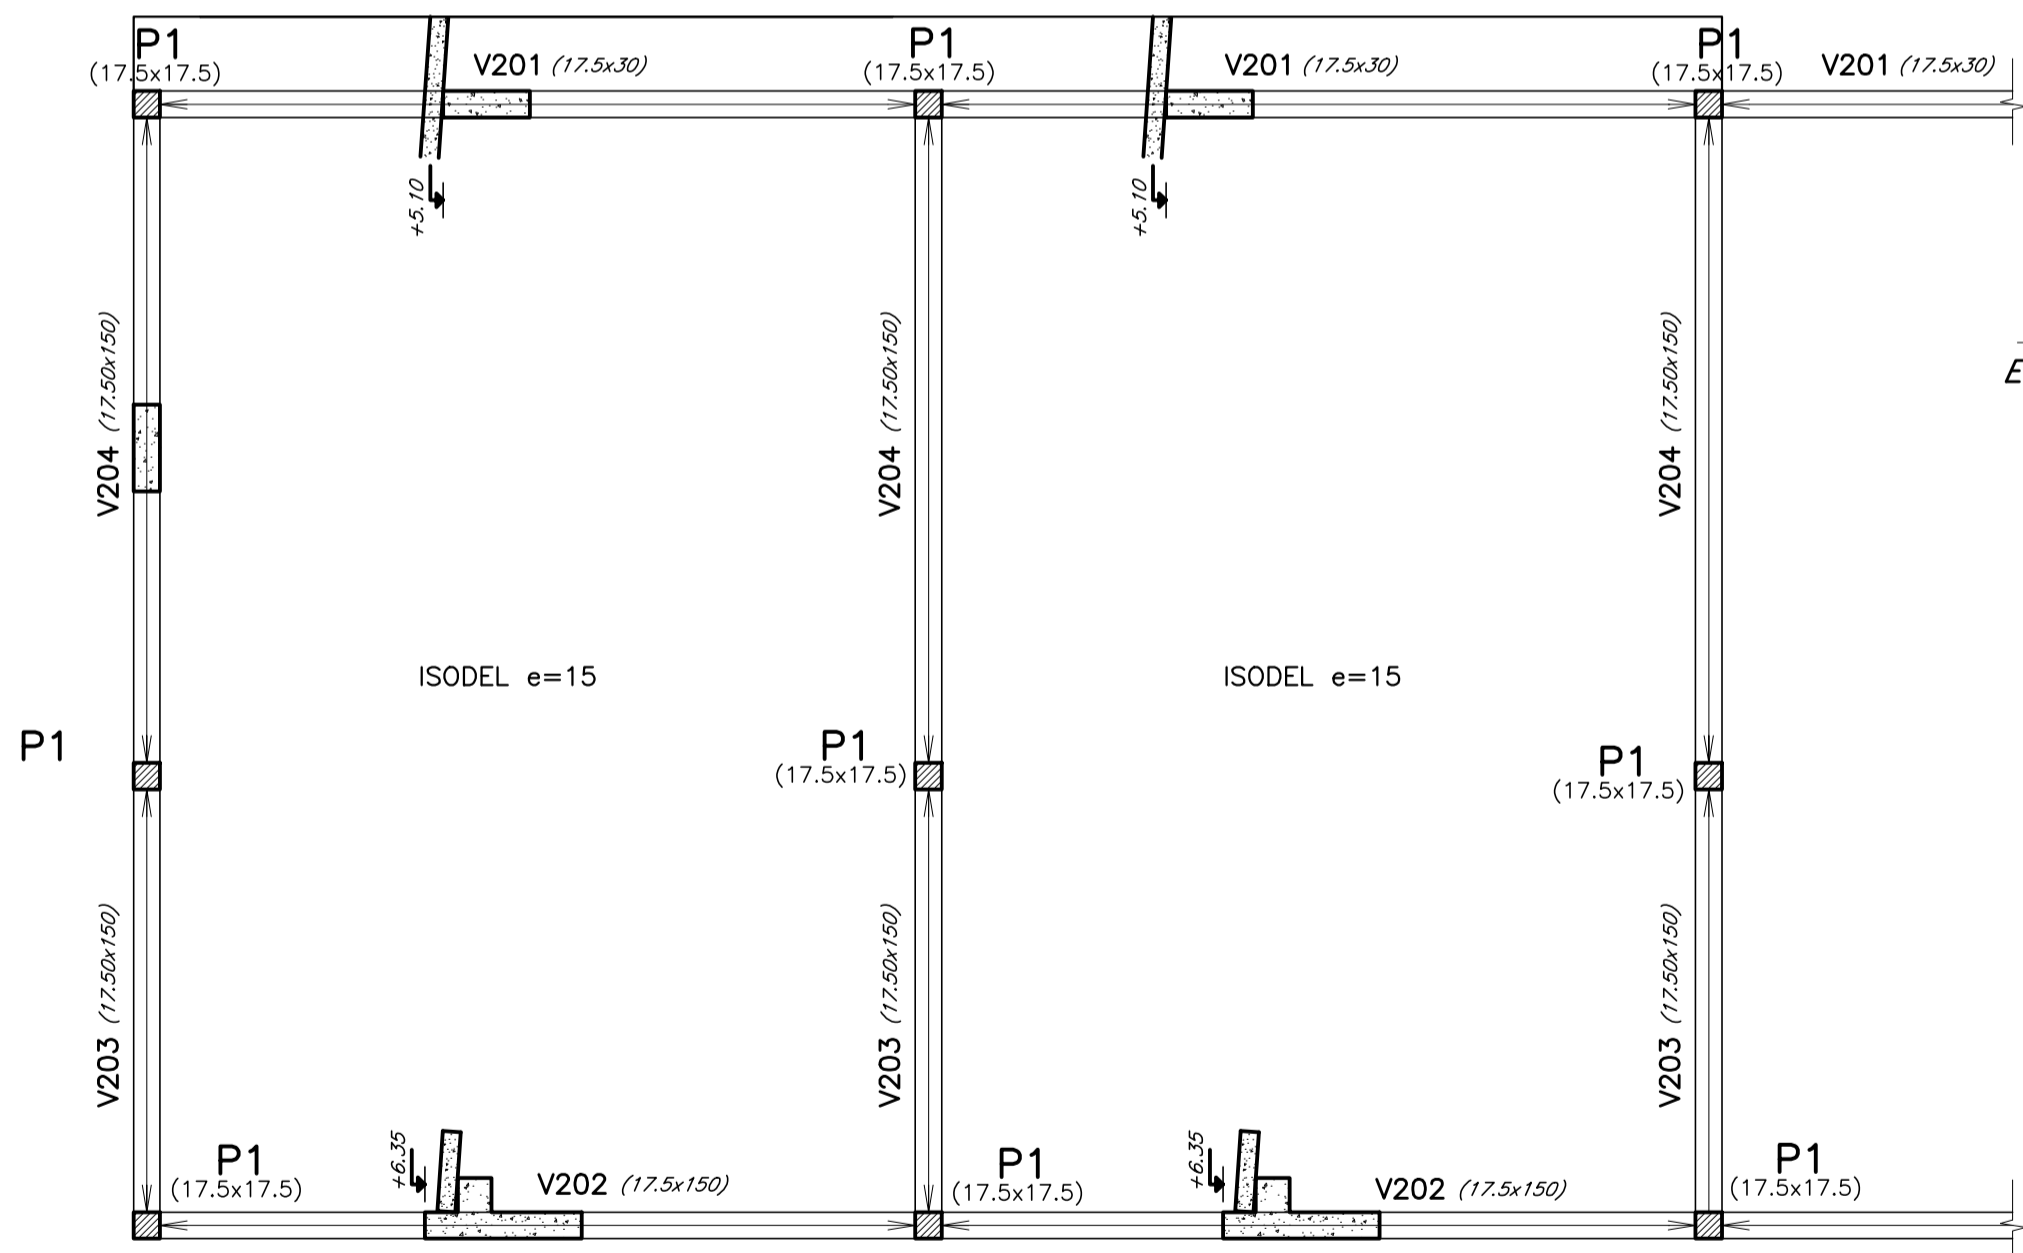 P1
(17.5x17.5)
V201 (17.5x30)
P1
(17.5x17.5)
V201 (17.5x30)
P1
(17.5x17.5)
V201 (17.5x30)
+5.10
+5.10
V204 (17.50x150)
V204 (17.50x150)
V204 (17.50x150)
E
ISODEL e=15
ISODEL e=15
P1
P1
(17.5x17.5)
P1
(17.5x17.5)
V203 (17.50x150)
V203 (17.50x150)
V203 (17.50x150)
P1
(17.5x17.5)
+6.35
V202 (17.5x150)
P1
(17.5x17.5)
+6.35
V202 (17.5x150)
P1
(17.5x17.5)